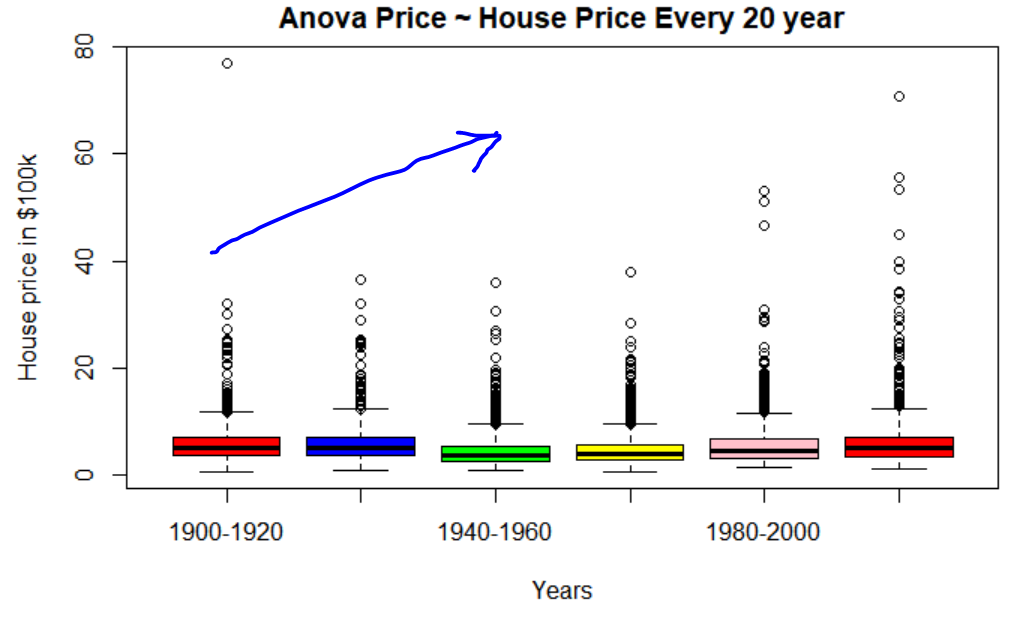 Anova Price ~ House Price Every 20 year
House price in $100k
80
60
40
20
0
1900-1920 1940-1960 1980-2000
Years